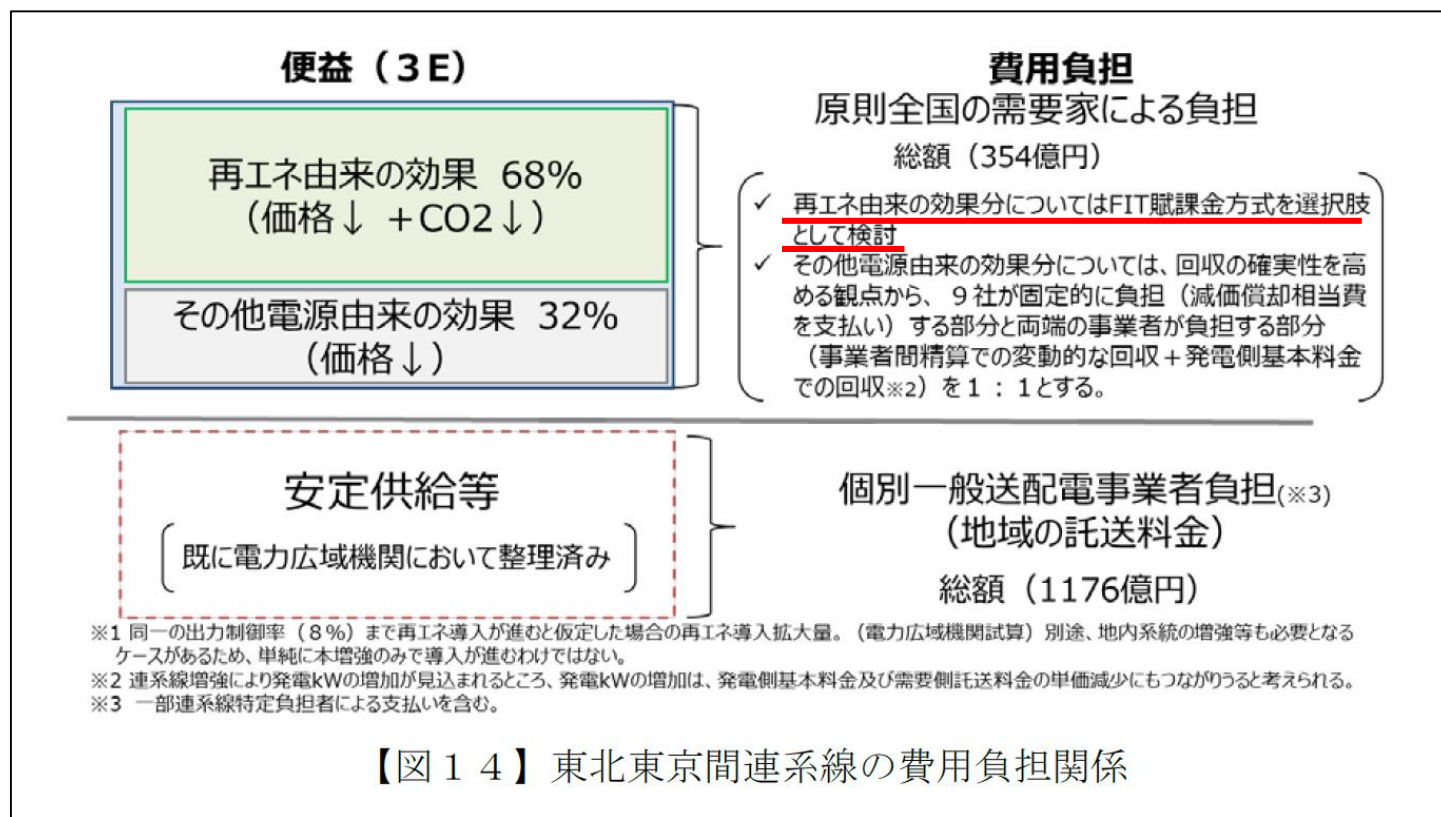 便益（３Ｅ）
再エネ由来の効果 68%
（価格↓ +CO2↓）
その他電源由来の効果 32%
（価格↓）
費用負担
原則全国の需要家による負担
総額（354億円）
✓ 再エネ由来の効果分についてはFIT賦課金方式を選択肢
として検討
✓ その他電源由来の効果分については、回収の確実性を高
める観点から、９社が固定的に負担（減価償却相当費
を支払い）する部分と両端の事業者が負担する部分
（事業者間精算での変動的な回収＋発電側基本料金
での回収※2）を１：１とする。
安定供給等
既に電力広域機関において整理済み
個別一般送配電事業者負担(※3)
（地域の託送料金）
総額（1176億円）
※1 同一の出力制御率（８%）まで再エネ導入が進むと仮定した場合の再エネ導入拡大量。（電力広域機関試算）別途、地内系統の増強等も必要となる
ケースがあるため、単純に本増強のみで導入が進むわけではない。
※2 連系線増強により発電kWの増加が見込まれるところ、発電kWの増加は、発電側基本料金及び需要側託送料金の単価減少にもつながりうると考えられる。
※3 一部連系線特定負担者による支払いを含む。
【図１４】東北東京間連系線の費用負担関係